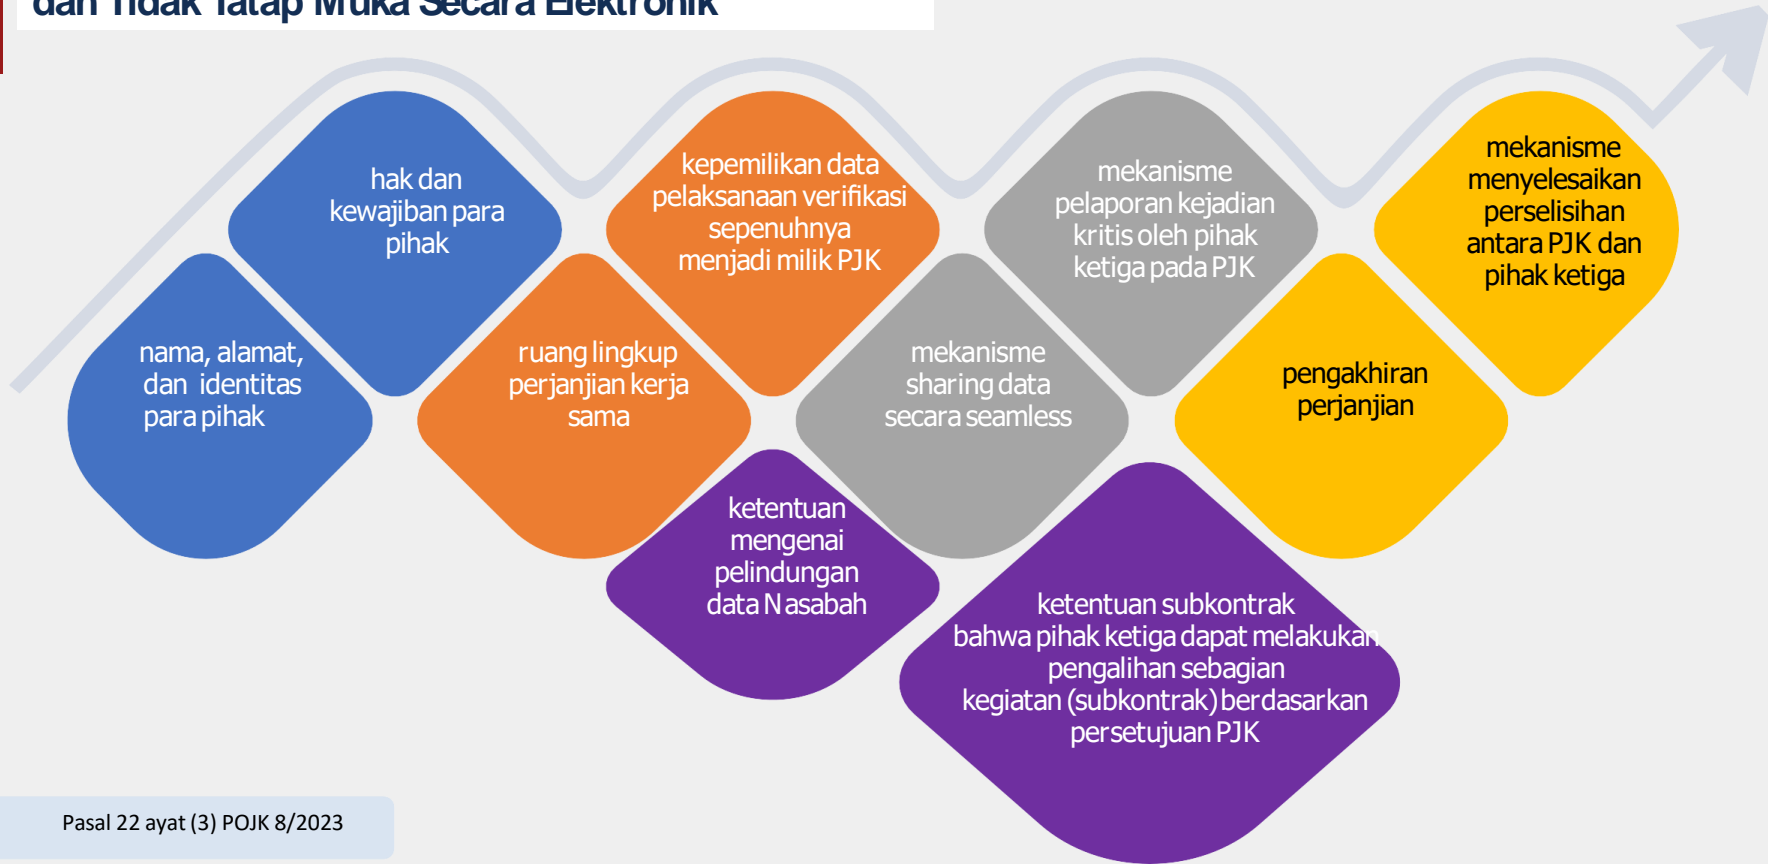 dan Tidak Tatap Muka Secara Elektronik
nama, alamat,
dan identitas
para pihak
hak dan
kewajiban para
pihak
ruang lingkup
perjanjian kerja
sama
kepemilikan data
pelaksanaan verifikasi
sepenuhnya
menjadi milik PJK
ketentuan
mengenai
pelindungan
data Nasabah
mekanisme
sharing data
secara seamless
mekanisme
pelaporan kejadian
kritis oleh pihak
ketiga pada PJK
ketentuan subkontrak
bahwa pihak ketiga dapat melakukan
pengalihan sebagian
kegiatan (subkontrak) berdasarkan
persetujuan PJK
pengakhiran
perjanjian
mekanisme
menyelesaikan
perselisihan
antara PJK dan
pihak ketiga
Pasal 22 ayat (3) POJK 8/2023